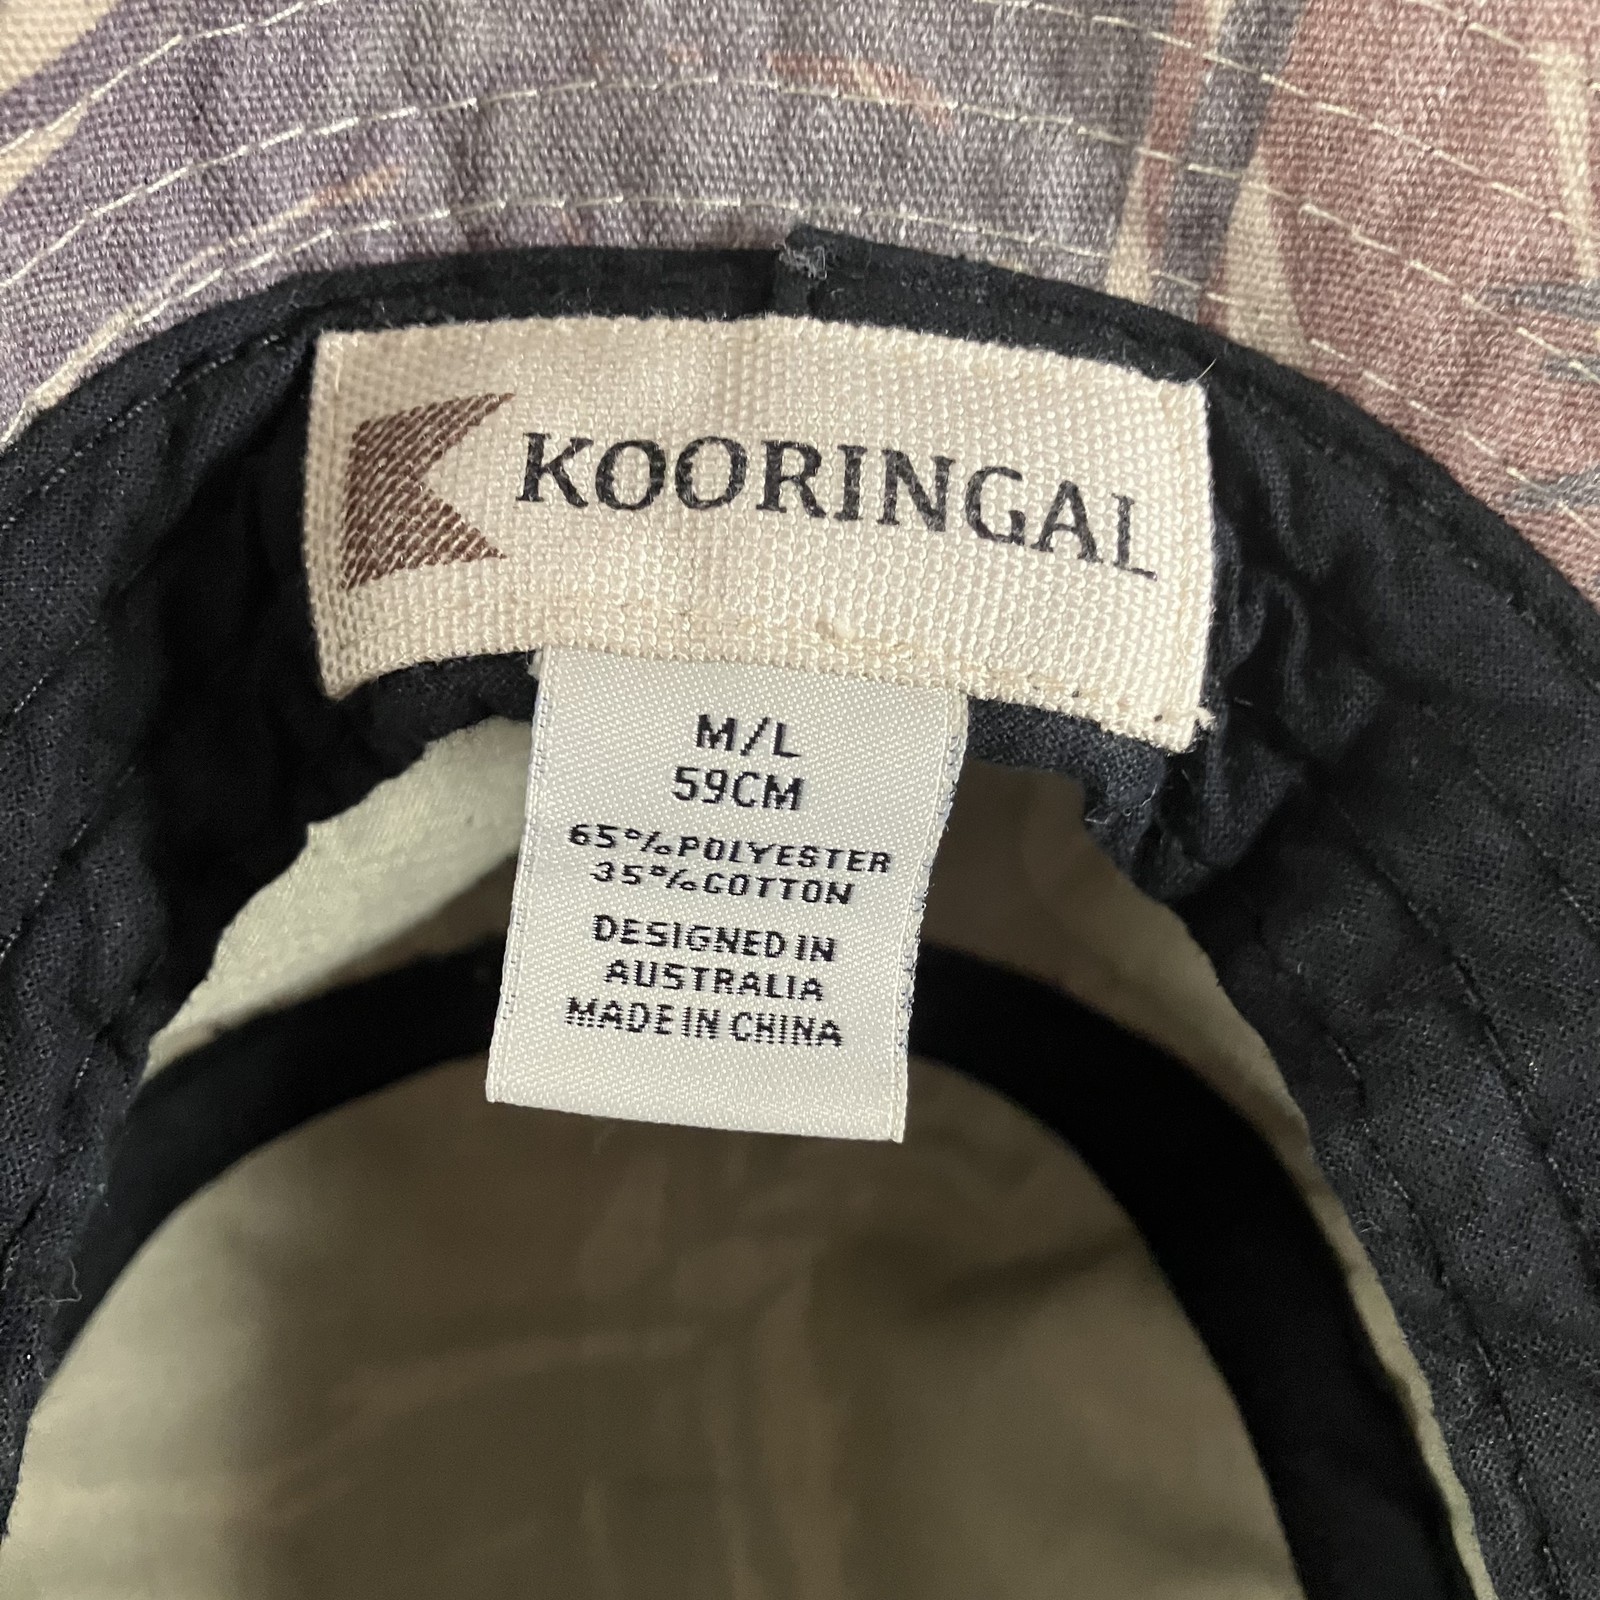 KOORINGAL
M/L
59CM
65%POLYESTER
35%COTTON
DESIGNED IN
AUSTRALIA
MADE IN CHINA